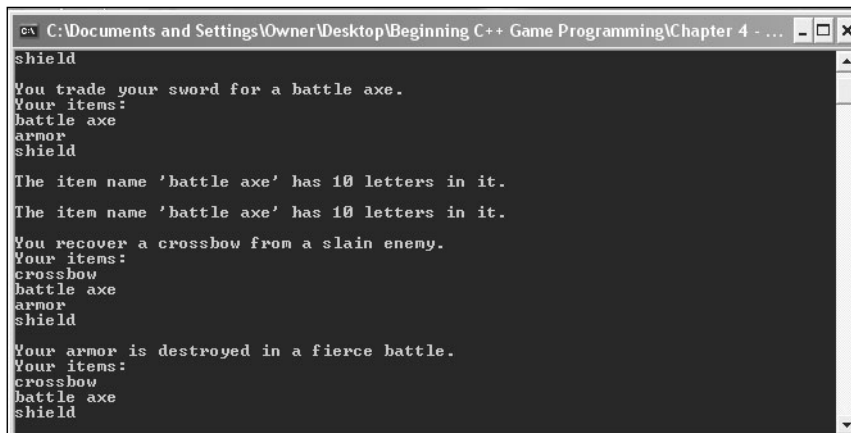 C:\Documents and Settings\Owner\Desktop\Beginning C++ Game Programming\Chapter 4 - ...
shield
You trade your sword for a battle axe.
Your items:
battle axe
armor
shield
The item name 'battle axe' has 10 letters in it.
The item name 'battle axe' has 10 letters in it.
You recover a crossbow from a slain enemy.
Your items:
crossbow
battle axe
armor
shield
Your armor is destroyed in a fierce battle.
Your items:
crossbow
battle axe
shield